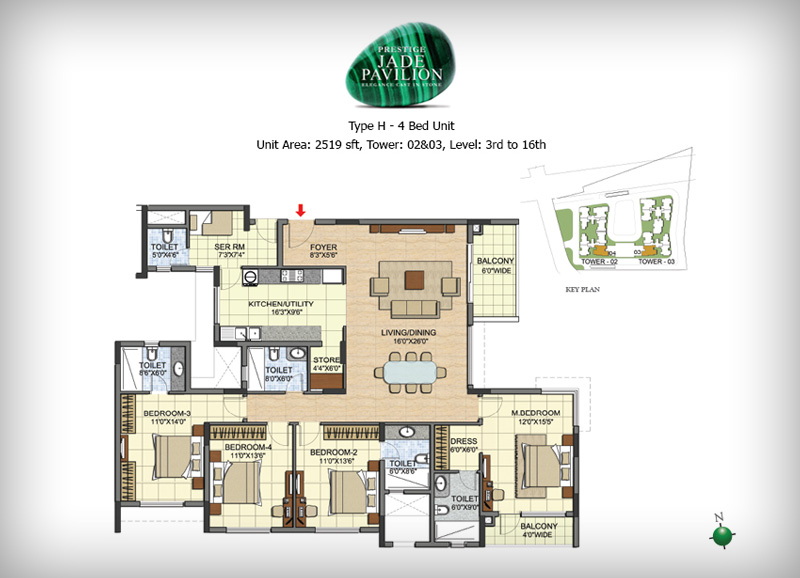 PRESTIGE
JADE
PAVILION
ELEGANCE CAST IN STONE
Type H - 4 Bed Unit
Unit Area: 2519 sft, Tower: 02&03, Level: 3rd to 16th
TOILET
5'0"X4'6"
SER RM
7'3"X7'4"
FOYER
8'3"X5'6"
BALCONY
6'0"WIDE
04
03
TOWER - 02
TOWER - 03
KEY PLAN
KITCHEN/UTILITY
16'3"X9'6"
LIVING/DINING
16'0"X26'0"
TOILET
8'6"X6'0"
TOILET
8'0"X6'0"
STORE
4'4"X6'0"
BEDROOM-3
11'0"X14'0"
BEDROOM-4
11'0"X13'6"
BEDROOM-2
11'0"X13'6"
TOILET
6'0"X8'6"
DRESS
6'0"X6'0"
M.BEDROOM
12'0"X15'5"
TOILET
6'0"X9'0"
BALCONY
4'0"WIDE
N